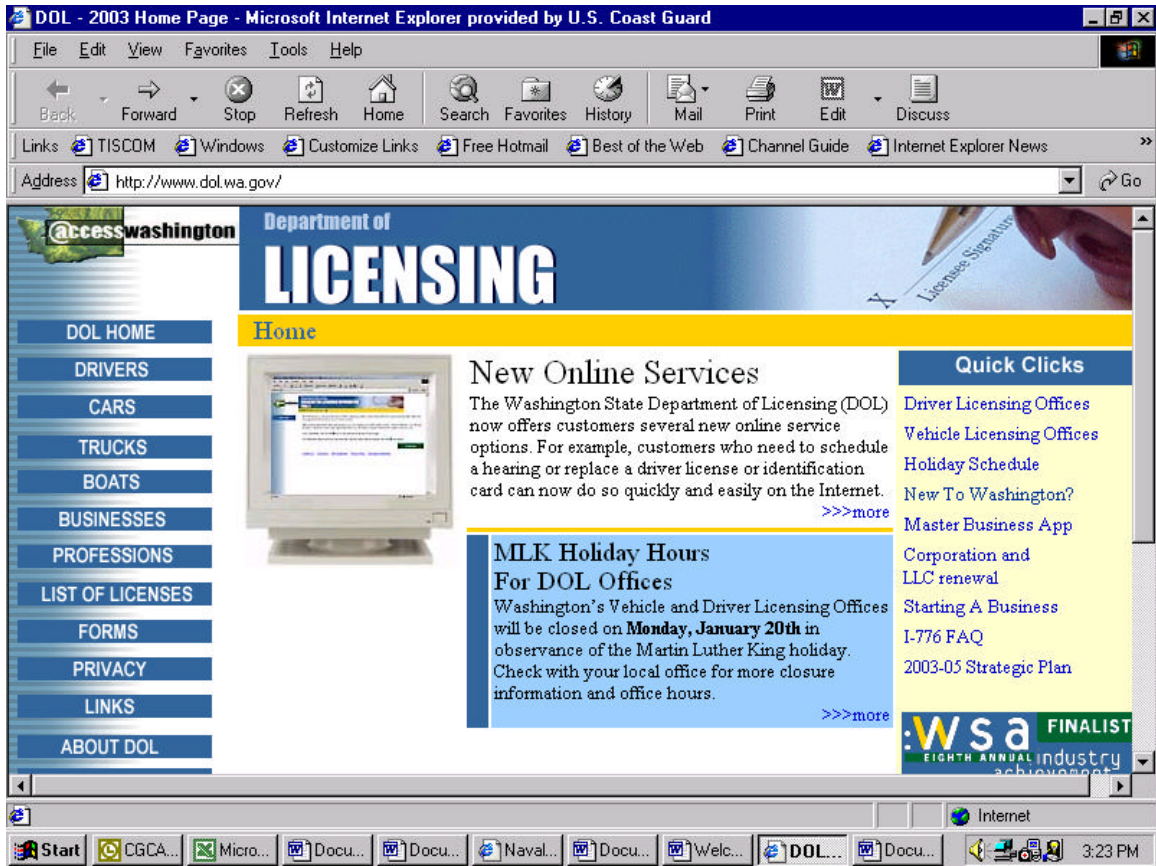 DOL - 2003 Home Page - Microsoft Internet Explorer provided by U.S. Coast Guard
File Edit View Favorites Tools Help
Back Forward Stop Refresh Home Search Favorites History Mail Print Edit Discuss
Links TISCOM Windows Customize Links Free Hotmail Best of the Web Channel Guide Internet Explorer News »
Address http://www.dol.wa.gov/ Go
@accesswashington
Department of
LICENSING
X Licensee Signature
Home
DOL HOME
DRIVERS
CARS
TRUCKS
BOATS
BUSINESSES
PROFESSIONS
LIST OF LICENSES
FORMS
PRIVACY
LINKS
ABOUT DOL
New Online Services
The Washington State Department of Licensing (DOL)
now offers customers several new online service
options. For example, customers who need to schedule
a hearing or replace a driver license or identification
card can now do so quickly and easily on the Internet.
>>>more
MLK Holiday Hours
For DOL Offices
Washington's Vehicle and Driver Licensing Offices
will be closed on Monday, January 20th in
observance of the Martin Luther King holiday.
Check with your local office for more closure
information and office hours.
>>>more
Quick Clicks
Driver Licensing Offices
Vehicle Licensing Offices
Holiday Schedule
New To Washington?
Master Business App
Corporation and
LLC renewal
Starting A Business
I-776 FAQ
2003-05 Strategic Plan
:wsa FINALIST
EIGHTH ANNUAL industry
achievement
Internet
Start CGCA... Micro... Docu... Docu... Naval... Docu... Welc... DOL... Docu... 3:23 PM